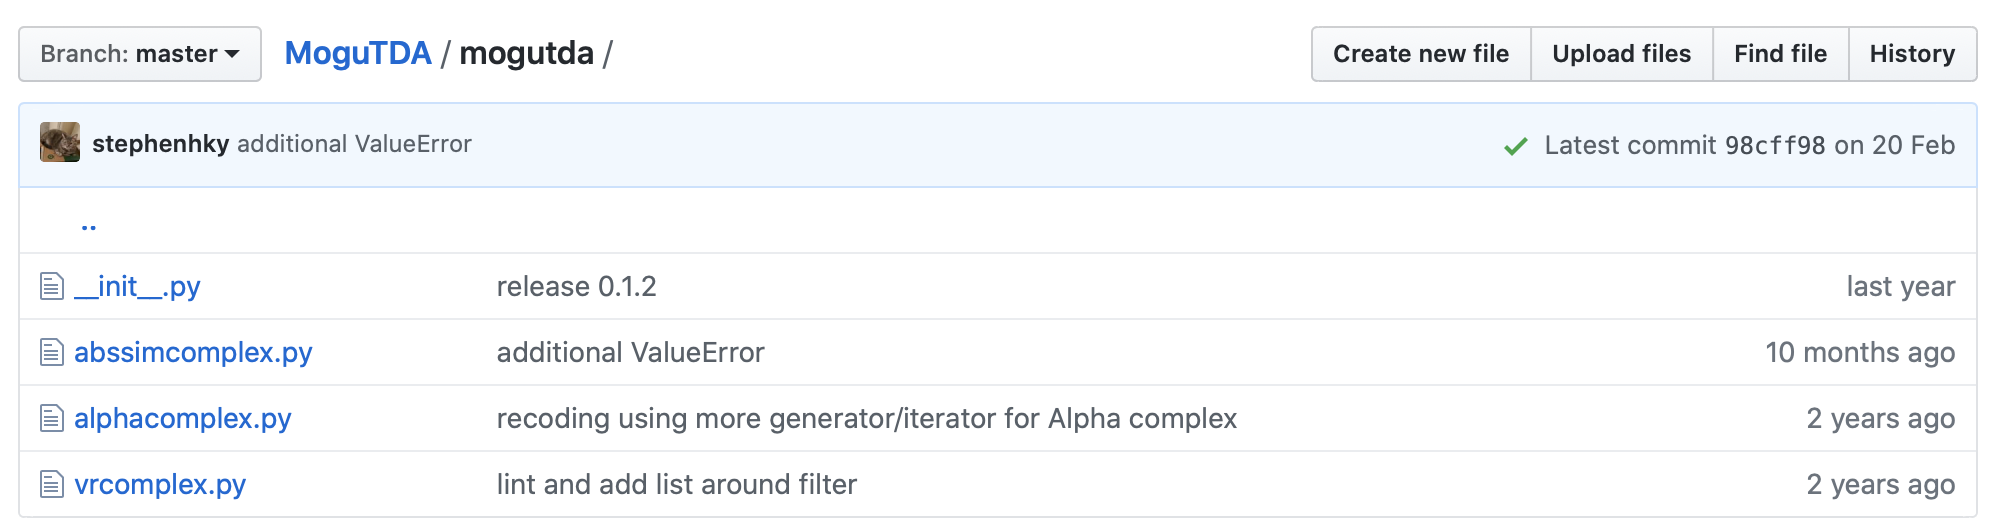 Branch: master MoguTDA / mogutda / Create new file Upload files Find file History
stephenhky additional ValueError Latest commit 98cff98 on 20 Feb
..
__init__.py release 0.1.2 last year
abssimcomplex.py additional ValueError 10 months ago
alphacomplex.py recoding using more generator/iterator for Alpha complex 2 years ago
vrcomplex.py lint and add list around filter 2 years ago